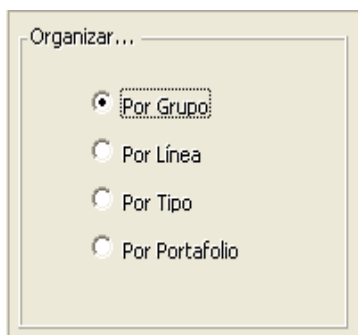 Organizar...
Por Grupo
Por Línea
Por Tipo
Por Portafolio